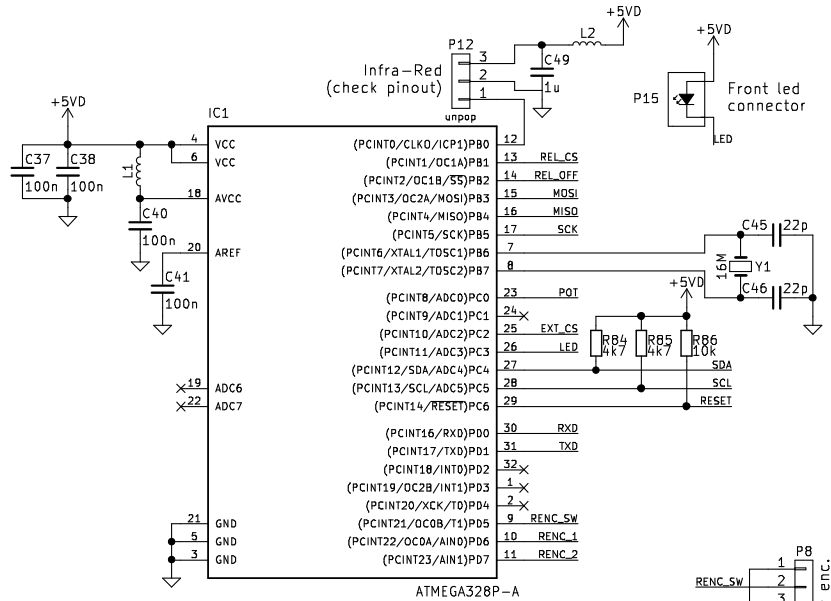 +5VD
L2
P12
3
2
1
C49
1u
Infra-Red
(check pinout)
unpop
+5VD
P15
Front led
connector
LED
+5VD
C37
100n
C38
100n
L1
C40
100n
C41
100n
IC1
4 VCC
6 VCC
18 AVCC
20 AREF
19 ADC6
22 ADC7
21 GND
5 GND
3 GND
(PCINT0/CLKO/ICP1)PB0 12
(PCINT1/OC1A)PB1 13 REL_CS
(PCINT2/OC1B/SS)PB2 14 REL_OFF
(PCINT3/OC2A/MOSI)PB3 15 MOSI
(PCINT4/MISO)PB4 16 MISO
(PCINT5/SCK)PB5 17 SCK
(PCINT6/XTAL1/TOSC1)PB6 7
(PCINT7/XTAL2/TOSC2)PB7 8
(PCINT8/ADC0)PC0 23 POT
(PCINT9/ADC1)PC1 24
(PCINT10/ADC2)PC2 25 EXT_CS
(PCINT11/ADC3)PC3 26 LED
(PCINT12/SDA/ADC4)PC4 27 SDA
(PCINT13/SCL/ADC5)PC5 28 SCL
(PCINT14/RESET)PC6 29 RESET
(PCINT16/RXD)PD0 30 RXD
(PCINT17/TXD)PD1 31 TXD
(PCINT18/INT0)PD2 32
(PCINT19/OC2B/INT1)PD3 1
(PCINT20/XCK/T0)PD4 2
(PCINT21/OC0B/T1)PD5 9 RENC_SW
(PCINT22/OC0A/AIN0)PD6 10 RENC_1
(PCINT23/AIN1)PD7 11 RENC_2
ATMEGA328P-A
C45 22p
16M
Y1
C46 22p
+5VD
R84
4k7
R85
4k7
R86
10k
P8
1
RENC_SW 2
3
enc.